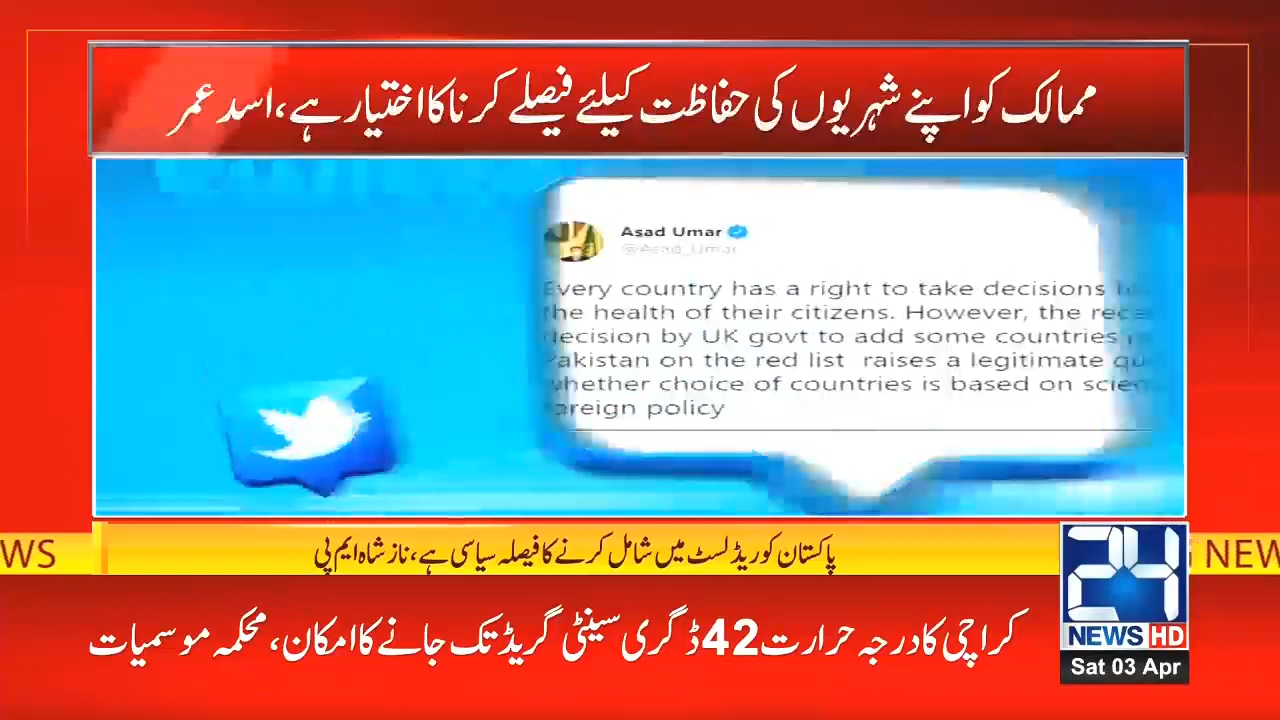 ممالک کو اپنے شہریوں کی حفاظت کیلئے فیصلے کرنا کا اختیار ہے، اسد عمر
Asad Umar
@Asad_Umar
Every country has a right to take decisions
the health of their citizens. However, the
decision by UK govt to add some countries
Pakistan on the red list raises a legitimate
whether choice of countries is based on
foreign policy
WS
پاکستان کو ریڈ لسٹ میں شامل کرنے کا فیصلہ سیاسی ہے، ناز شاہ ایم پی
NEW
24
NEWS HD
Sat 03 Apr
کراچی کا درجہ حرارت 42 ڈگری سینٹی گریڈ تک جانے کا امکان، محکمہ موسمیات